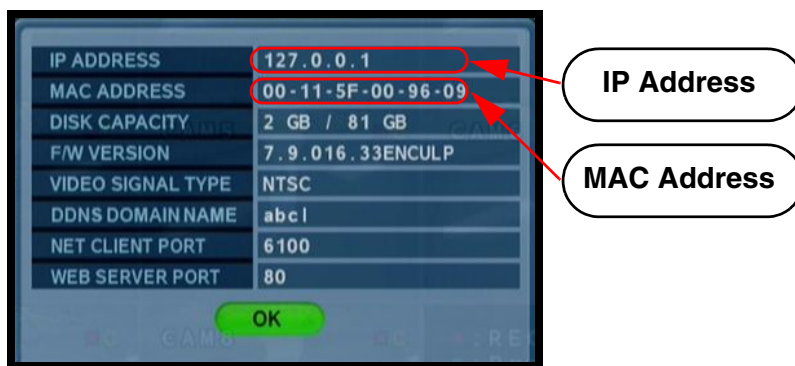 IP ADDRESS 127.0.0.1
MAC ADDRESS 00-11-5F-00-96-09
DISK CAPACITY 2 GB / 81 GB
F/W VERSION 7.9.016.33ENCULP
VIDEO SIGNAL TYPE NTSC
DDNS DOMAIN NAME abcl
NET CLIENT PORT 6100
WEB SERVER PORT 80
OK
CAM8
IP Address
MAC Address